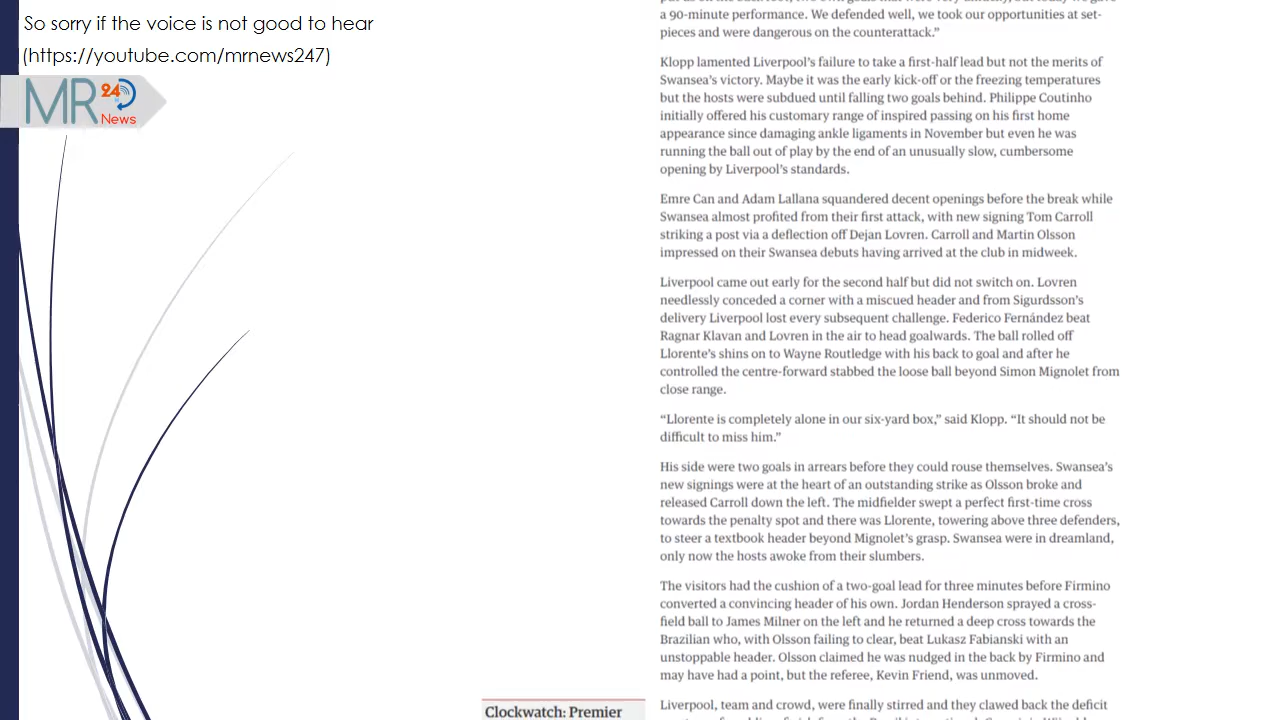 So sorry if the voice is not good to hear
(https://youtube.com/mrnews247)
MR 24 News
a 90-minute performance. We defended well, we took our opportunities at set-
pieces and were dangerous on the counterattack.”
Klopp lamented Liverpool’s failure to take a first-half lead but not the merits of
Swansea’s victory. Maybe it was the early kick-off or the freezing temperatures
but the hosts were subdued until falling two goals behind. Philippe Coutinho
initially offered his customary range of inspired passing on his first home
appearance since damaging ankle ligaments in November but even he was
running the ball out of play by the end of an unusually slow, cumbersome
opening by Liverpool’s standards.
Emre Can and Adam Lallana squandered decent openings before the break while
Swansea almost profited from their first attack, with new signing Tom Carroll
striking a post via a deflection off Dejan Lovren. Carroll and Martin Olsson
impressed on their Swansea debuts having arrived at the club in midweek.
Liverpool came out early for the second half but did not switch on. Lovren
needlessly conceded a corner with a miscued header and from Sigurdsson’s
delivery Liverpool lost every subsequent challenge. Federico Fernández beat
Ragnar Klavan and Lovren in the air to head goalwards. The ball rolled off
Llorente’s shins on to Wayne Routledge with his back to goal and after he
controlled the centre-forward stabbed the loose ball beyond Simon Mignolet from
close range.
“Llorente is completely alone in our six-yard box,” said Klopp. “It should not be
difficult to miss him.”
His side were two goals in arrears before they could rouse themselves. Swansea’s
new signings were at the heart of an outstanding strike as Olsson broke and
released Carroll down the left. The midfielder swept a perfect first-time cross
towards the penalty spot and there was Llorente, towering above three defenders,
to steer a textbook header beyond Mignolet’s grasp. Swansea were in dreamland,
only now the hosts awoke from their slumbers.
The visitors had the cushion of a two-goal lead for three minutes before Firmino
converted a convincing header of his own. Jordan Henderson sprayed a cross-
field ball to James Milner on the left and he returned a deep cross towards the
Brazilian who, with Olsson failing to clear, beat Lukasz Fabianski with an
unstoppable header. Olsson claimed he was nudged in the back by Firmino and
may have had a point, but the referee, Kevin Friend, was unmoved.
Liverpool, team and crowd, were finally stirred and they clawed back the deficit
Clockwatch: Premier